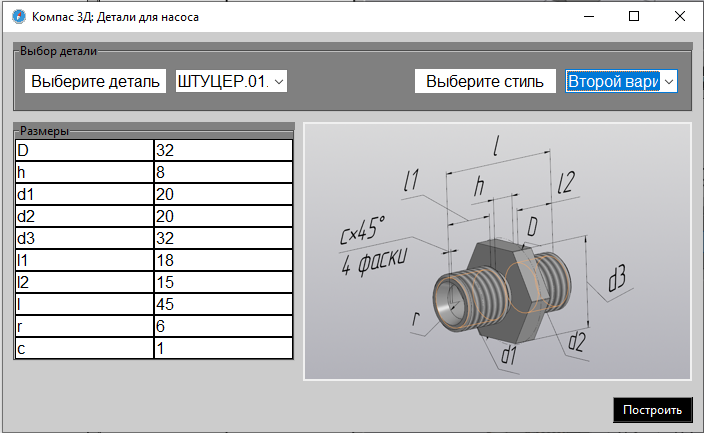 Компас 3Д: Детали для насоса
Выбор детали
Выберите деталь ШТУЦЕР.01. Выберите стиль Второй вари
Размеры
D 32
h 8
d1 20
d2 20
d3 32
l1 18
l2 15
l 45
r 6
c 1
l
l1 h l2
c×45°
4 фаски
D
d3
r d1 d2
Построить